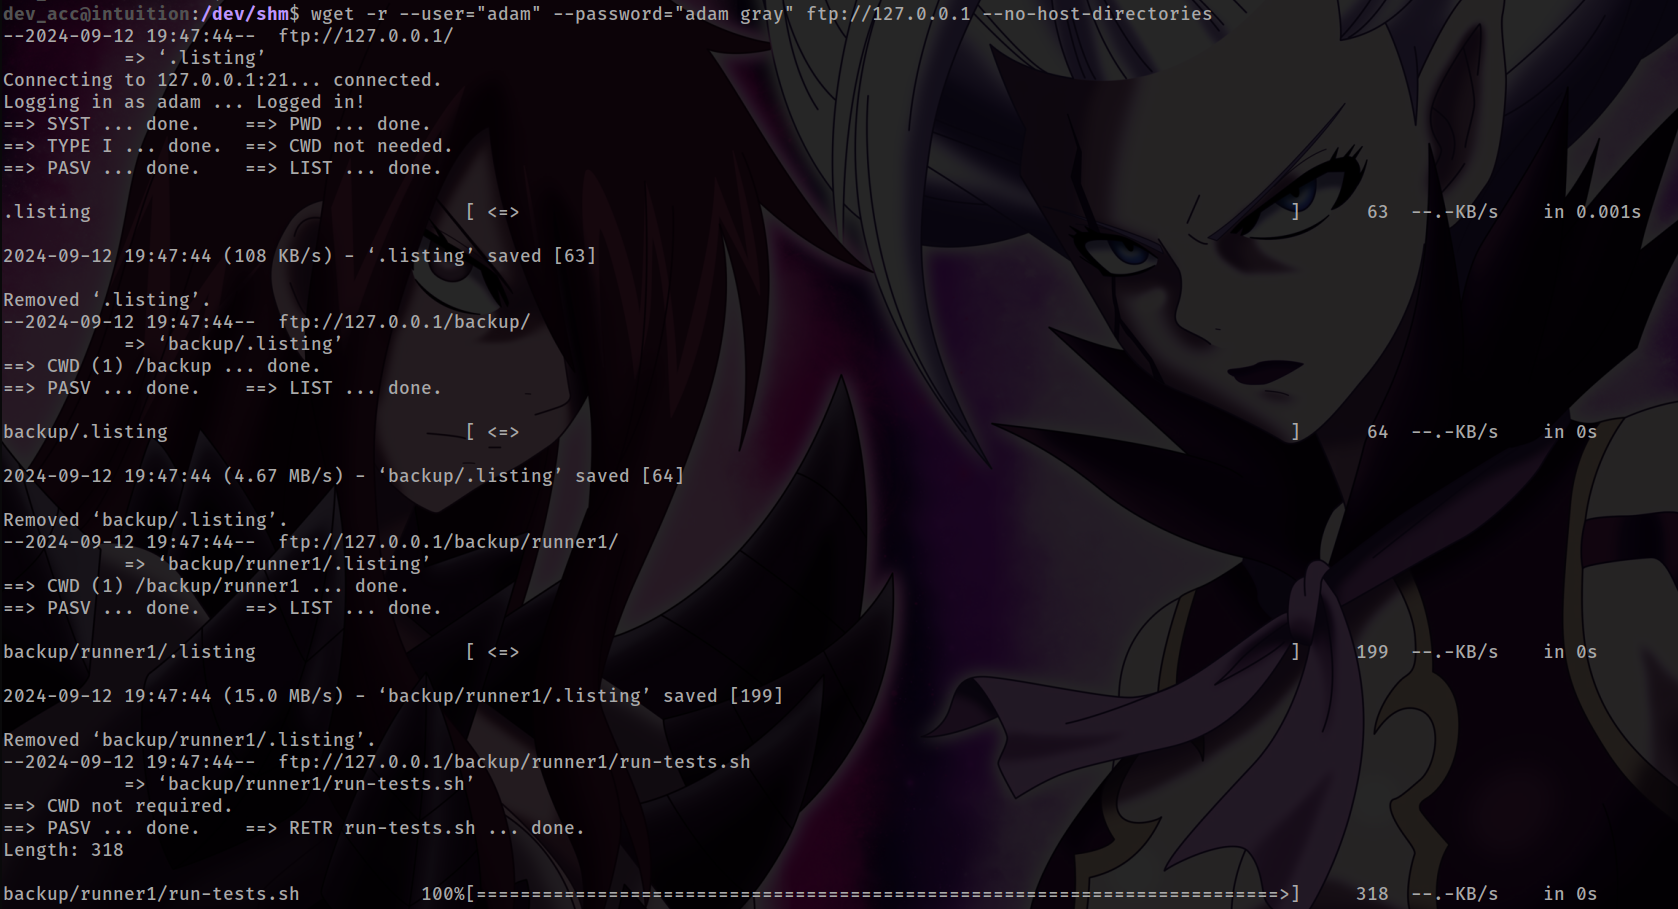 dev_acc@intuition:/dev/shm$ wget -r --user="adam" --password="adam gray" ftp://127.0.0.1 --no-host-directories
--2024-09-12 19:47:44--  ftp://127.0.0.1/
           => ‘.listing’
Connecting to 127.0.0.1:21... connected.
Logging in as adam ... Logged in!
==> SYST ... done.    ==> PWD ... done.
==> TYPE I ... done.  ==> CWD not needed.
==> PASV ... done.    ==> LIST ... done.
.listing                                  [ <=>                                                                      ]      63  --.-KB/s    in 0.001s
2024-09-12 19:47:44 (108 KB/s) - ‘.listing’ saved [63]
Removed ‘.listing’.
--2024-09-12 19:47:44--  ftp://127.0.0.1/backup/
           => ‘backup/.listing’
==> CWD (1) /backup ... done.
==> PASV ... done.    ==> LIST ... done.
backup/.listing                           [ <=>                                                                      ]      64  --.-KB/s    in 0s
2024-09-12 19:47:44 (4.67 MB/s) - ‘backup/.listing’ saved [64]
Removed ‘backup/.listing’.
--2024-09-12 19:47:44--  ftp://127.0.0.1/backup/runner1/
           => ‘backup/runner1/.listing’
==> CWD (1) /backup/runner1 ... done.
==> PASV ... done.    ==> LIST ... done.
backup/runner1/.listing                   [ <=>                                                                      ]     199  --.-KB/s    in 0s
2024-09-12 19:47:44 (15.0 MB/s) - ‘backup/runner1/.listing’ saved [199]
Removed ‘backup/runner1/.listing’.
--2024-09-12 19:47:44--  ftp://127.0.0.1/backup/runner1/run-tests.sh
           => ‘backup/runner1/run-tests.sh’
==> CWD not required.
==> PASV ... done.    ==> RETR run-tests.sh ... done.
Length: 318
backup/runner1/run-tests.sh           100%[=========================================================================>]     318  --.-KB/s    in 0s